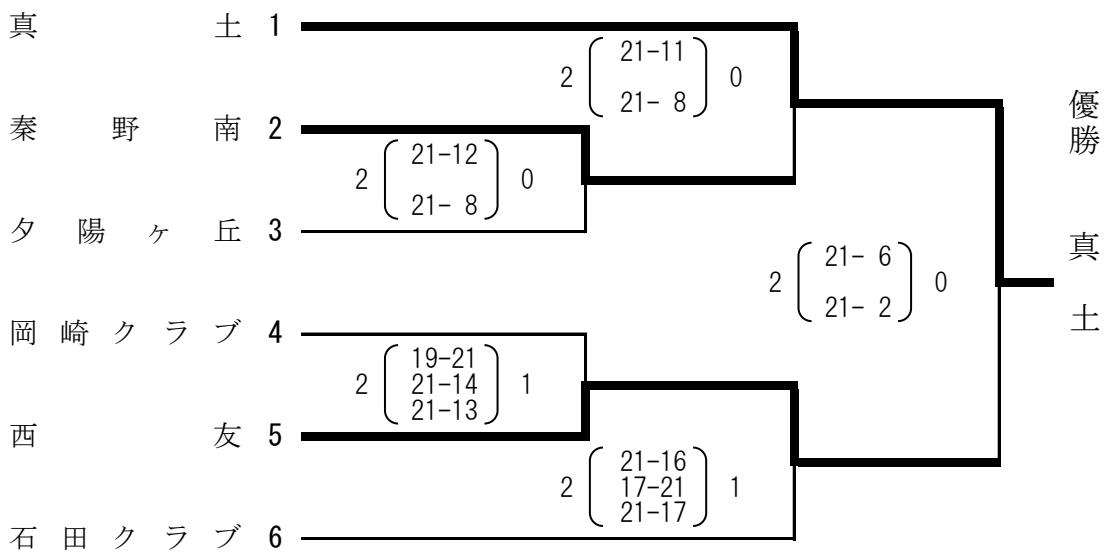 真土 1
21-11
2 0
21- 8
優勝
秦野南 2
21-12
2 0
21- 8
夕陽ヶ丘 3
真土
21- 6
2 0
21- 2
岡崎クラブ 4
19-21
2 21-14 1
21-13
西友 5
21-16
2 17-21 1
21-17
石田クラブ 6